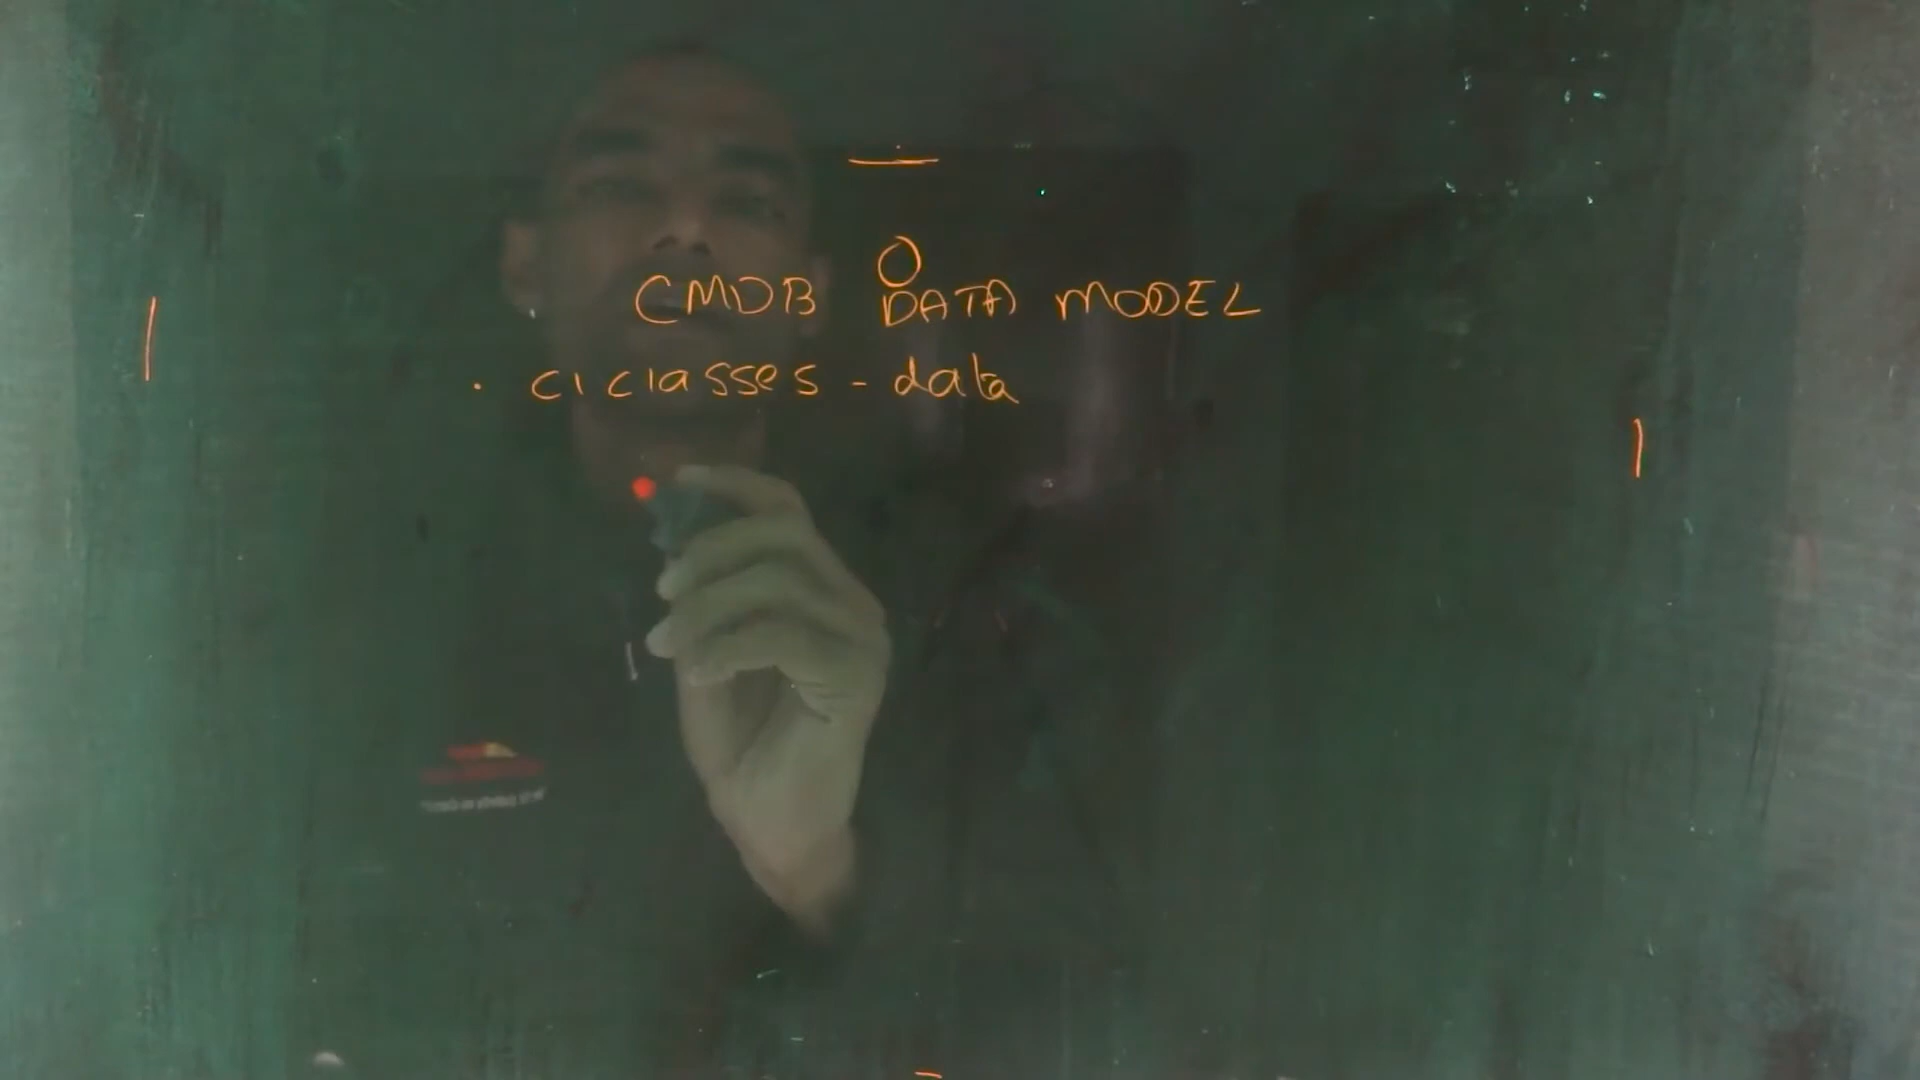 CMDB DATA MODEL
· CI classes - data